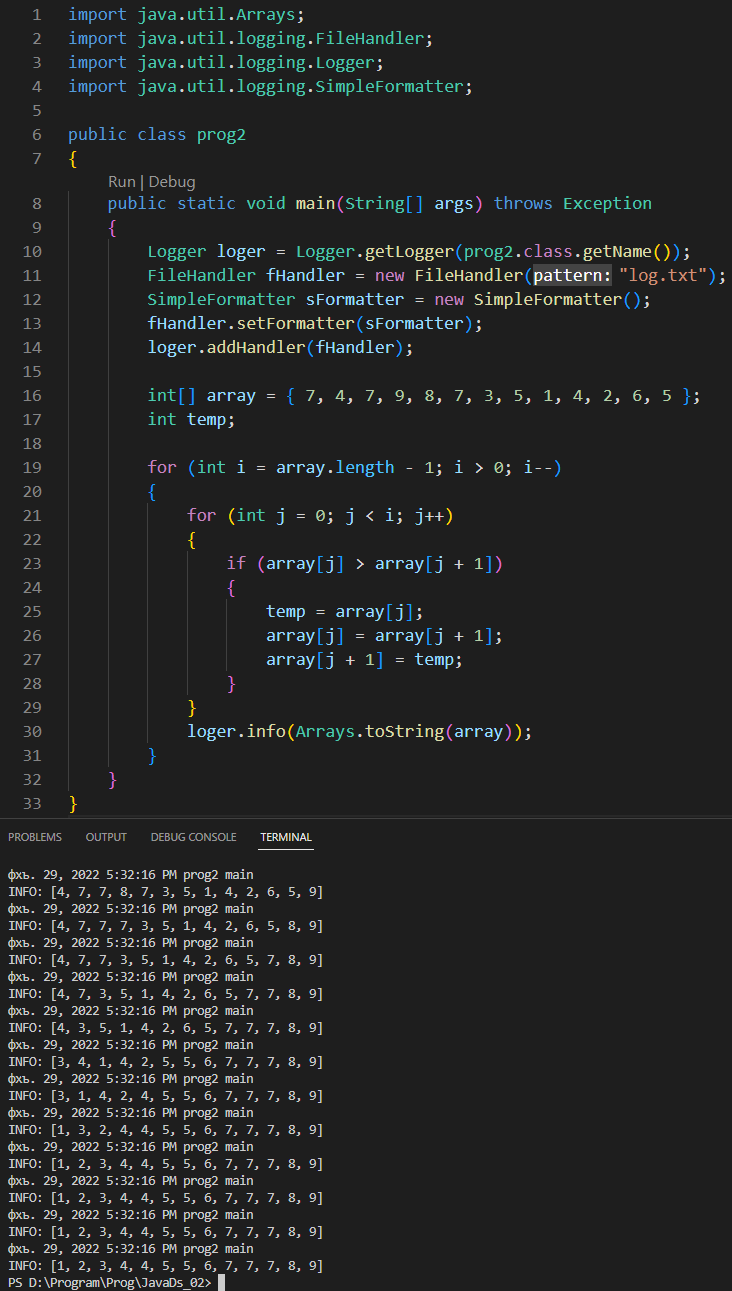 1 import java.util.Arrays;
2 import java.util.logging.FileHandler;
3 import java.util.logging.Logger;
4 import java.util.logging.SimpleFormatter;
5
6 public class prog2
7 {
Run | Debug
8 public static void main(String[] args) throws Exception
9 {
10 Logger loger = Logger.getLogger(prog2.class.getName());
11 FileHandler fHandler = new FileHandler(pattern: "log.txt");
12 SimpleFormatter sFormatter = new SimpleFormatter();
13 fHandler.setFormatter(sFormatter);
14 loger.addHandler(fHandler);
15
16 int[] array = { 7, 4, 7, 9, 8, 7, 3, 5, 1, 4, 2, 6, 5 };
17 int temp;
18
19 for (int i = array.length - 1; i > 0; i--)
20 {
21 for (int j = 0; j < i; j++)
22 {
23 if (array[j] > array[j + 1])
24 {
25 temp = array[j];
26 array[j] = array[j + 1];
27 array[j + 1] = temp;
28 }
29 }
30 loger.info(Arrays.toString(array));
31 }
32 }
33 }
PROBLEMS OUTPUT DEBUG CONSOLE TERMINAL
фхъ. 29, 2022 5:32:16 PM prog2 main
INFO: [4, 7, 7, 8, 7, 3, 5, 1, 4, 2, 6, 5, 9]
фхъ. 29, 2022 5:32:16 PM prog2 main
INFO: [4, 7, 7, 7, 3, 5, 1, 4, 2, 6, 5, 8, 9]
фхъ. 29, 2022 5:32:16 PM prog2 main
INFO: [4, 7, 7, 3, 5, 1, 4, 2, 6, 5, 7, 8, 9]
фхъ. 29, 2022 5:32:16 PM prog2 main
INFO: [4, 7, 3, 5, 1, 4, 2, 6, 5, 7, 7, 8, 9]
фхъ. 29, 2022 5:32:16 PM prog2 main
INFO: [4, 3, 5, 1, 4, 2, 6, 5, 7, 7, 7, 8, 9]
фхъ. 29, 2022 5:32:16 PM prog2 main
INFO: [3, 4, 1, 4, 2, 5, 5, 6, 7, 7, 7, 8, 9]
фхъ. 29, 2022 5:32:16 PM prog2 main
INFO: [3, 1, 4, 2, 4, 5, 5, 6, 7, 7, 7, 8, 9]
фхъ. 29, 2022 5:32:16 PM prog2 main
INFO: [1, 3, 2, 4, 4, 5, 5, 6, 7, 7, 7, 8, 9]
фхъ. 29, 2022 5:32:16 PM prog2 main
INFO: [1, 2, 3, 4, 4, 5, 5, 6, 7, 7, 7, 8, 9]
фхъ. 29, 2022 5:32:16 PM prog2 main
INFO: [1, 2, 3, 4, 4, 5, 5, 6, 7, 7, 7, 8, 9]
фхъ. 29, 2022 5:32:16 PM prog2 main
INFO: [1, 2, 3, 4, 4, 5, 5, 6, 7, 7, 7, 8, 9]
фхъ. 29, 2022 5:32:16 PM prog2 main
INFO: [1, 2, 3, 4, 4, 5, 5, 6, 7, 7, 7, 8, 9]
PS D:\Program\Prog\JavaDs_02>